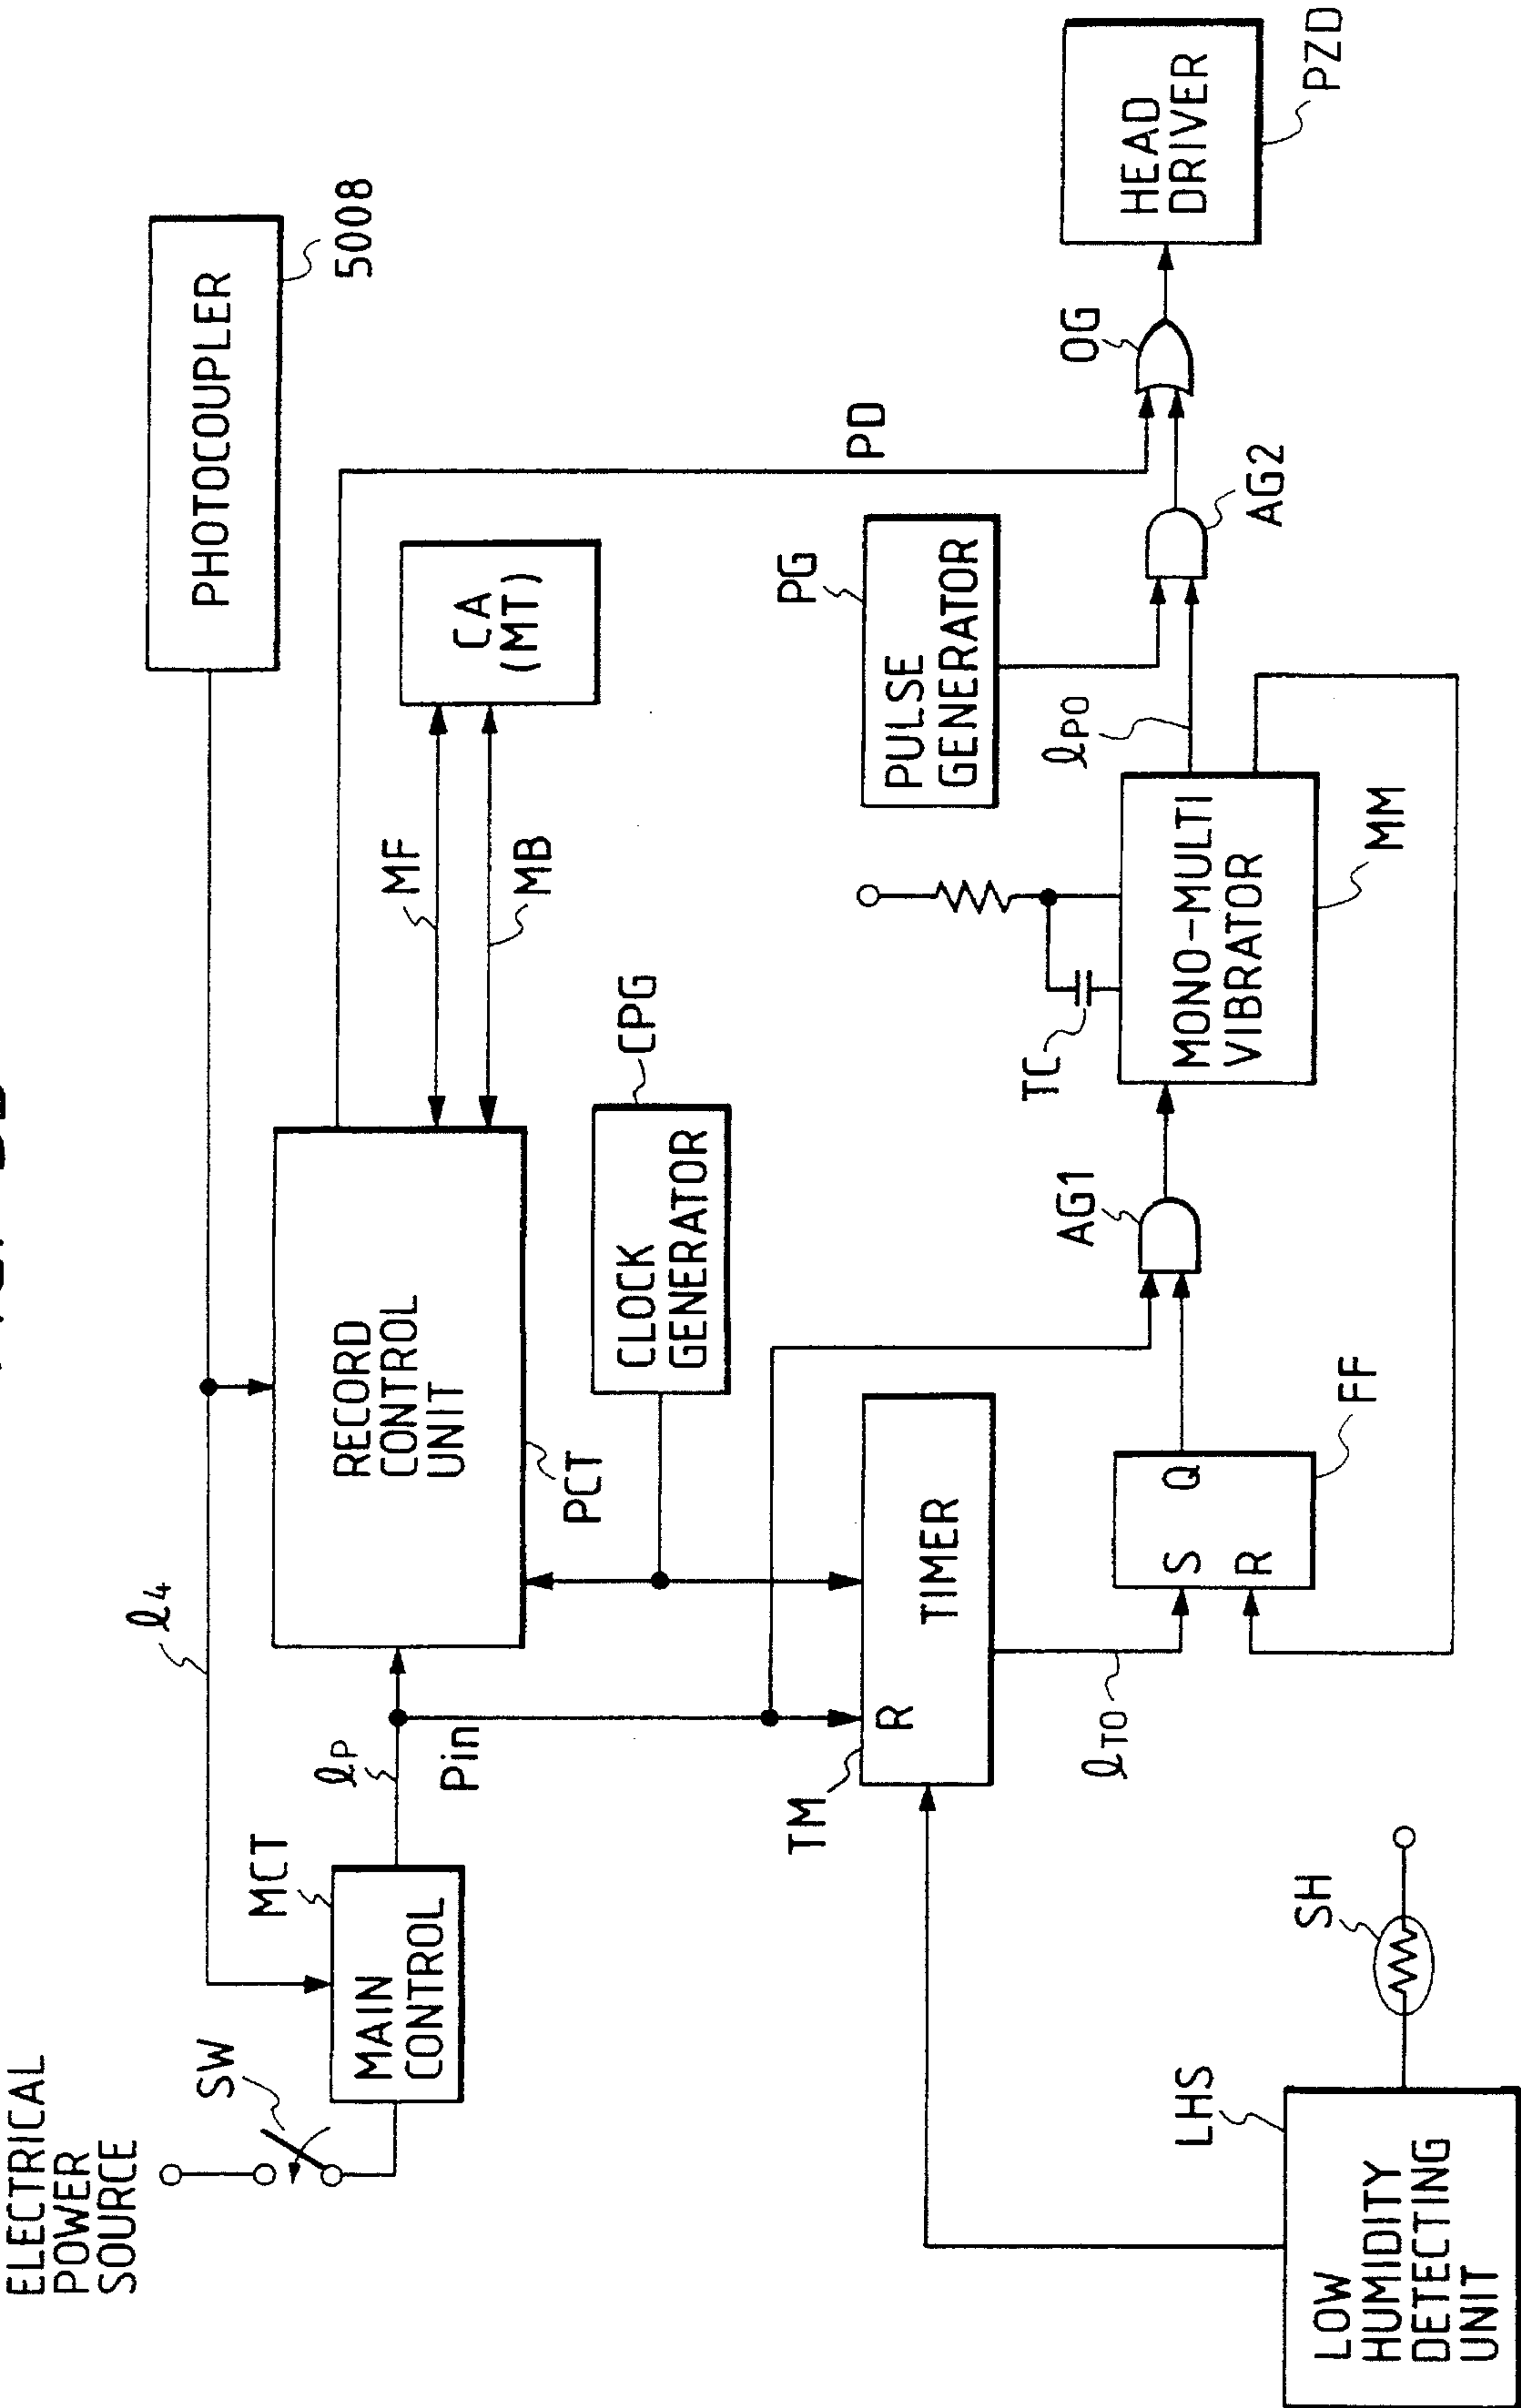 ELECTRICAL
POWER
SOURCE
SW
MCT
MAIN
CONTROL
ℓ4
ℓP
Pin
PHOTOCOUPLER
5008
RECORD
CONTROL
UNIT
PCT
MF
MB
CA
(MT)
PD
CLOCK
GENERATOR
CPG
TM
R
TIMER
ℓTO
S
Q
R
FF
AG1
TC
MONO-MULTI
VIBRATOR
MM
PULSE
GENERATOR
PG
ℓPO
AG2
OG
HEAD
DRIVER
PZD
LHS
LOW
HUMIDITY
DETECTING
UNIT
SH